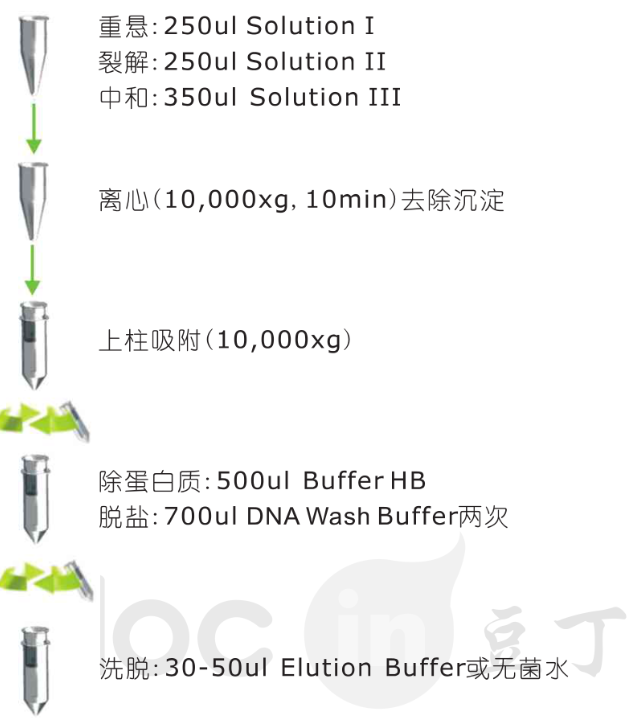 重悬:250ul Solution I
裂解:250ul Solution II
中和:350ul Solution III
离心(10,000xg, 10min)去除沉淀
上柱吸附(10,000xg)
除蛋白质:500ul Buffer HB
脱盐:700ul DNA Wash Buffer两次
docin 豆丁
洗脱:30-50ul Elution Buffer或无菌水